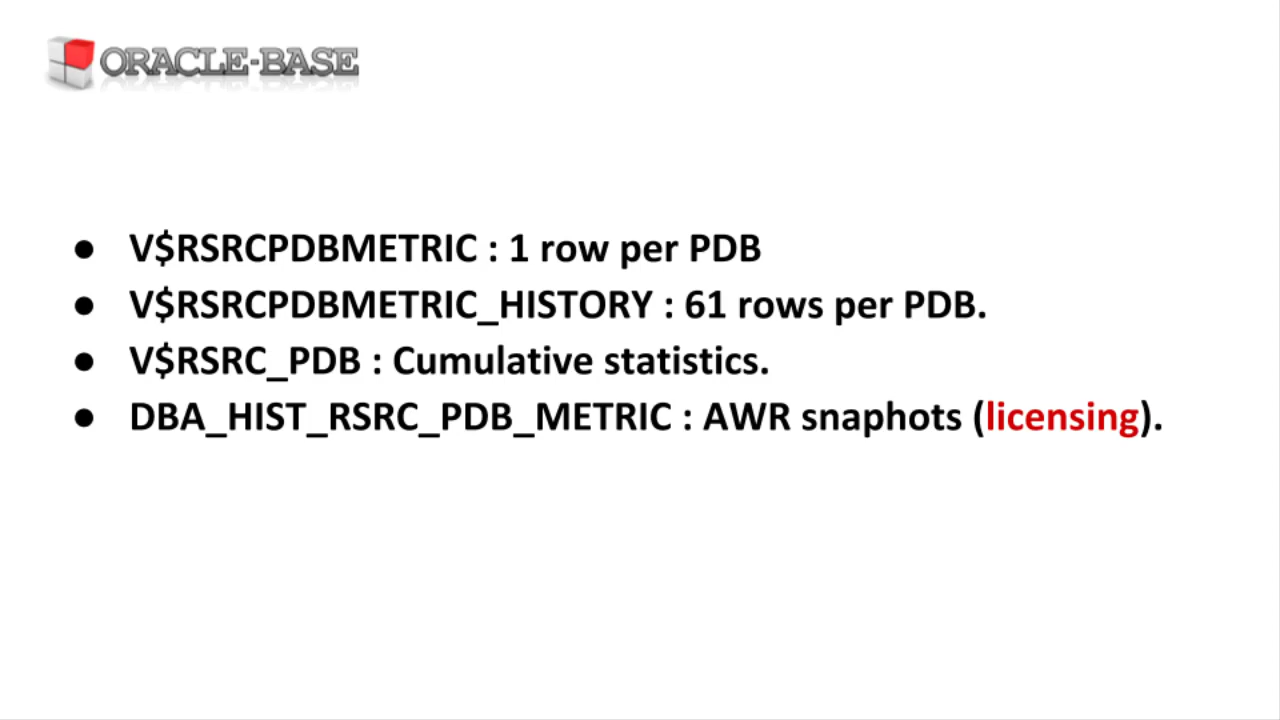 ORACLE-BASE
● V$RSRCPDBMETRIC : 1 row per PDB
● V$RSRCPDBMETRIC_HISTORY : 61 rows per PDB.
● V$RSRC_PDB : Cumulative statistics.
● DBA_HIST_RSRC_PDB_METRIC : AWR snaphots (licensing).